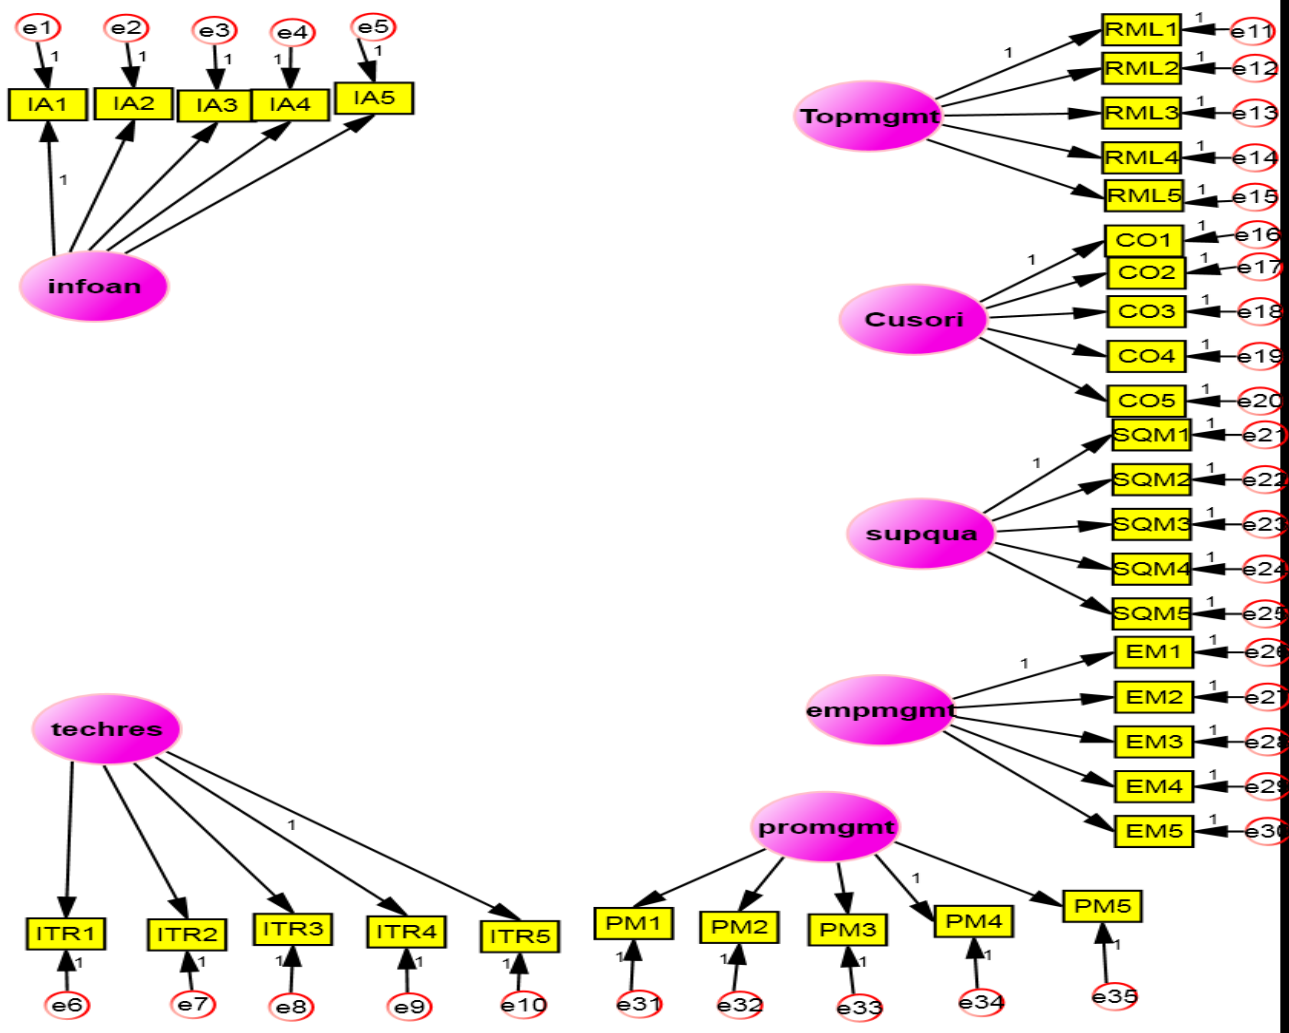 e1 e2 e3 e4 e5
1 1 1 1 1
IA1 IA2 IA3 IA4 IA5
1
infoan
Topmgmt
1
RML1 1 e11
RML2 1 e12
RML3 1 e13
RML4 1 e14
RML5 1 e15
Cusori
1
CO1 1 e16
CO2 1 e17
CO3 1 e18
CO4 1 e19
CO5 1 e20
supqua
1
SQM1 1 e21
SQM2 1 e22
SQM3 1 e23
SQM4 1 e24
SQM5 1 e25
empmgmt
1
EM1 1 e26
EM2 1 e27
EM3 1 e28
EM4 1 e29
EM5 1 e30
techres
1
ITR1 ITR2 ITR3 ITR4 ITR5
1 1 1 1 1
e6 e7 e8 e9 e10
promgmt
1
PM1 PM2 PM3 PM4 PM5
1 1 1 1 1
e31 e32 e33 e34 e35